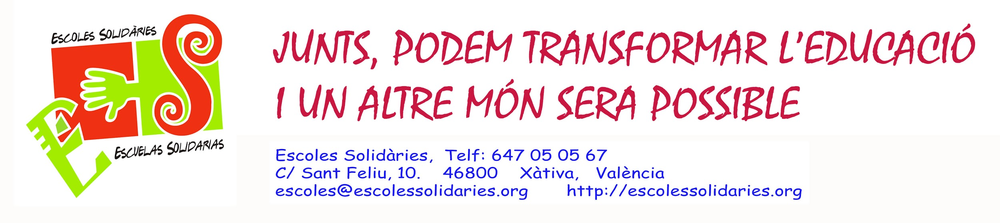 ESCOLES SOLIDÀRIES
ESCUELAS SOLIDARIAS
JUNTS, PODEM TRANSFORMAR L'EDUCACIÓ
I UN ALTRE MÓN SERA POSSIBLE
Escoles Solidàries, Telf: 647 05 05 67
C/ Sant Feliu, 10. 46800 Xàtiva, València
escoles@escolessolidaries.org http://escolessolidaries.org